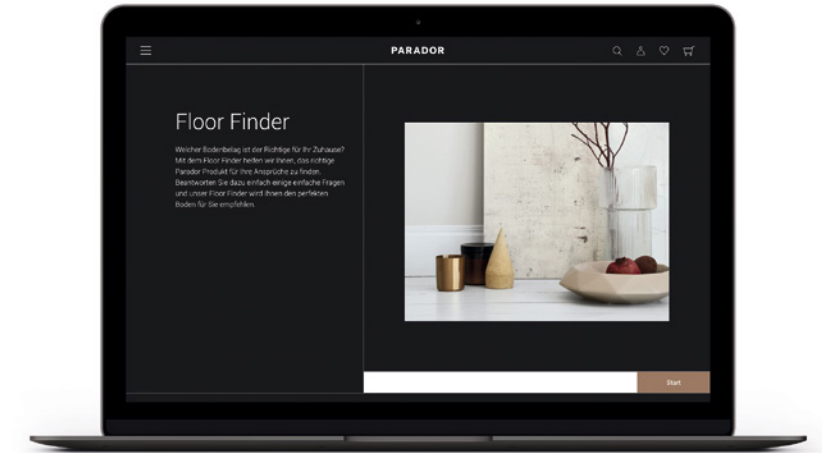 PARADOR
Floor Finder
Welcher Bodenbelag ist der Richtige für Ihr Zuhause?
Mit dem Floor Finder helfen wir Ihnen, das richtige
Parador Produkt für Ihre Ansprüche zu finden.
Beantworten Sie dazu einfach einige einfache Fragen
und unser Floor Finder wird Ihnen den perfekten
Boden für Sie empfehlen.
Start